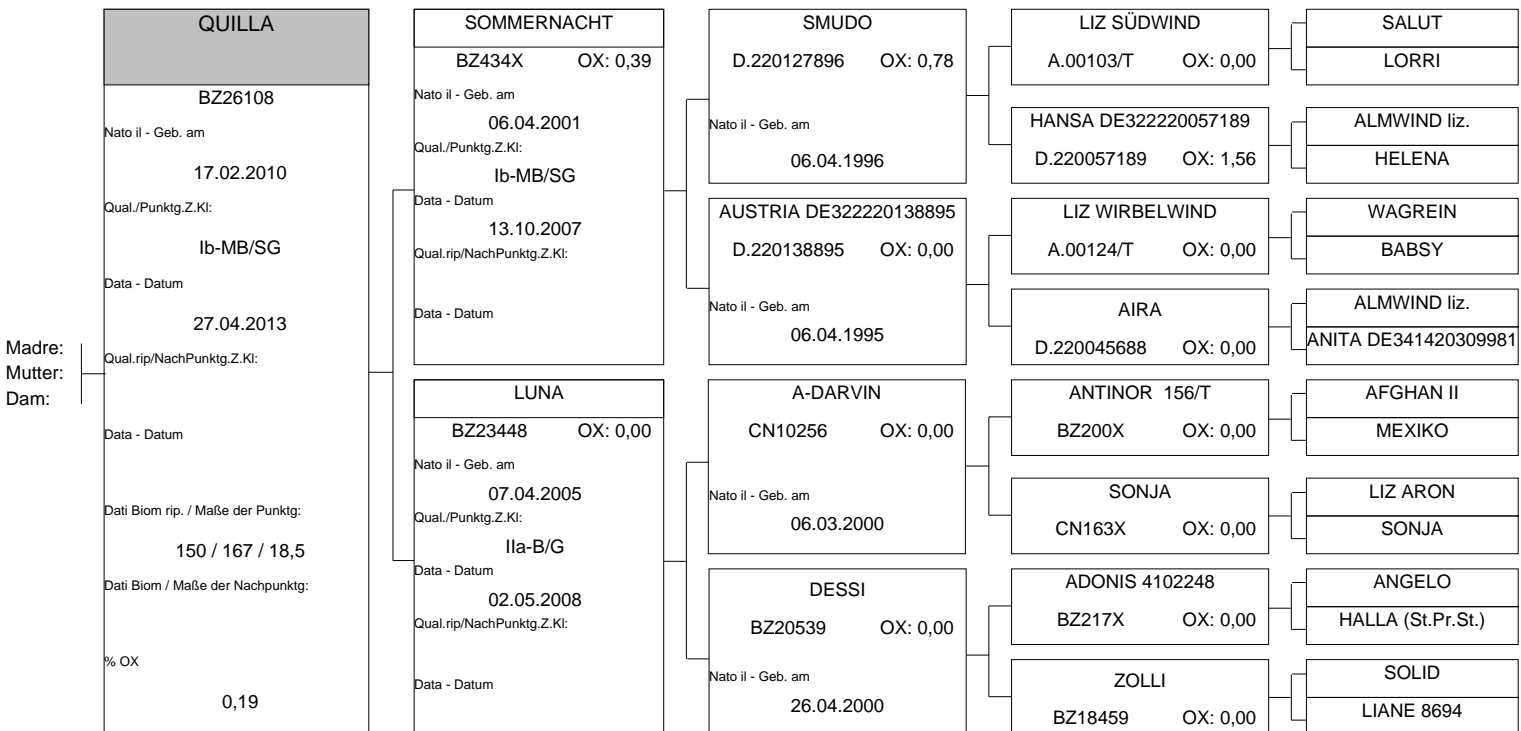 Madre:
Mutter:
Dam:
QUILLA
BZ26108
Nato il - Geb. am
17.02.2010
Qual./Punktg.Z.Kl:
Ib-MB/SG
Data - Datum
27.04.2013
Qual.rip/NachPunktg.Z.Kl:
Data - Datum
Dati Biom rip. / Maße der Punktg:
150 / 167 / 18,5
Dati Biom / Maße der Nachpunktg:
% OX
0,19
SOMMERNACHT
BZ434X OX: 0,39
Nato il - Geb. am
06.04.2001
Qual./Punktg.Z.Kl:
Ib-MB/SG
Data - Datum
13.10.2007
Qual.rip/NachPunktg.Z.Kl:
Data - Datum
LUNA
BZ23448 OX: 0,00
Nato il - Geb. am
07.04.2005
Qual./Punktg.Z.Kl:
IIa-B/G
Data - Datum
02.05.2008
Qual.rip/NachPunktg.Z.Kl:
Data - Datum
SMUDO
D.220127896 OX: 0,78
Nato il - Geb. am
06.04.1996
AUSTRIA DE322220138895
D.220138895 OX: 0,00
Nato il - Geb. am
06.04.1995
A-DARVIN
CN10256 OX: 0,00
Nato il - Geb. am
06.03.2000
DESSI
BZ20539 OX: 0,00
Nato il - Geb. am
26.04.2000
LIZ SÜDWIND
A.00103/T OX: 0,00
HANSA DE322220057189
D.220057189 OX: 1,56
LIZ WIRBELWIND
A.00124/T OX: 0,00
AIRA
D.220045688 OX: 0,00
ANTINOR 156/T
BZ200X OX: 0,00
SONJA
CN163X OX: 0,00
ADONIS 4102248
BZ217X OX: 0,00
ZOLLI
BZ18459 OX: 0,00
SALUT
LORRI
ALMWIND liz.
HELENA
WAGREIN
BABSY
ALMWIND liz.
ANITA DE341420309981
AFGHAN II
MEXIKO
LIZ ARON
SONJA
ANGELO
HALLA (St.Pr.St.)
SOLID
LIANE 8694